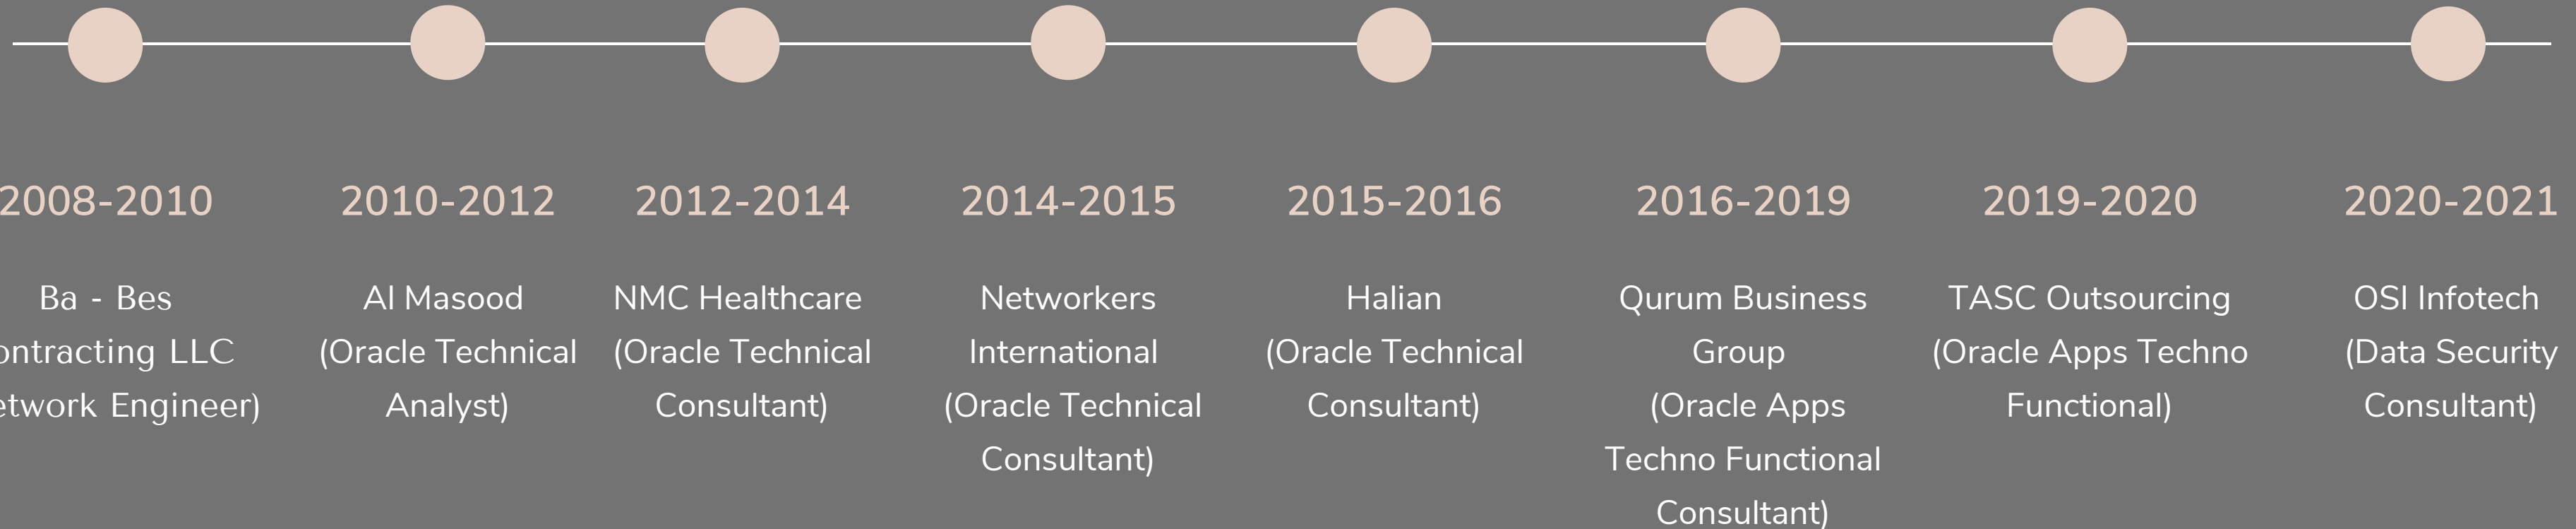 2008-2010
Ba - Bes
ontracting LLC
etwork Engineer)
2010-2012
Al Masood
(Oracle Technical
Analyst)
2012-2014
NMC Healthcare
(Oracle Technical
Consultant)
2014-2015
Networkers
International
(Oracle Technical
Consultant)
2015-2016
Halian
(Oracle Technical
Consultant)
2016-2019
Qurum Business
Group
(Oracle Apps
Techno Functional
Consultant)
2019-2020
TASC Outsourcing
(Oracle Apps Techno
Functional)
2020-2021
OSI Infotech
(Data Security
Consultant)